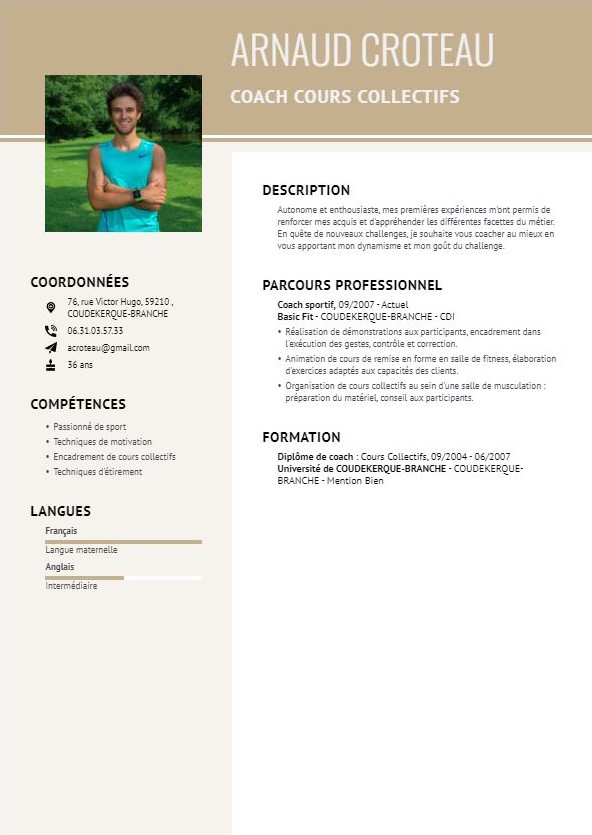 ARNAUD CROTEAU
COACH COURS COLLECTIFS
COORDONNÉES
76, rue Victor Hugo, 59210 ,
COUDEKERQUE-BRANCHE
06.31.03.57.33
acroteau@gmail.com
36 ans
COMPÉTENCES
• Passionné de sport
• Techniques de motivation
• Encadrement de cours collectifs
• Techniques d'étirement
LANGUES
Français
Langue maternelle
Anglais
Intermédiaire
DESCRIPTION
Autonome et enthousiaste, mes premières expériences m'ont permis de
renforcer mes acquis et d'appréhender les différentes facettes du métier.
En quête de nouveaux challenges, je souhaite vous coacher au mieux en
vous apportant mon dynamisme et mon goût du challenge.
PARCOURS PROFESSIONNEL
Coach sportif, 09/2007 - Actuel
Basic Fit - COUDEKERQUE-BRANCHE - CDI
• Réalisation de démonstrations aux participants, encadrement dans
l'exécution des gestes, contrôle et correction.
• Animation de cours de remise en forme en salle de fitness, élaboration
d'exercices adaptés aux capacités des clients.
• Organisation de cours collectifs au sein d'une salle de musculation :
préparation du matériel, conseil aux participants.
FORMATION
Diplôme de coach : Cours Collectifs, 09/2004 - 06/2007
Université de COUDEKERQUE-BRANCHE - COUDEKERQUE-
BRANCHE - Mention Bien